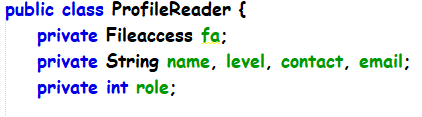 public class ProfileReader {
private Fileaccess fa;
private String name, level, contact, email;
private int role;